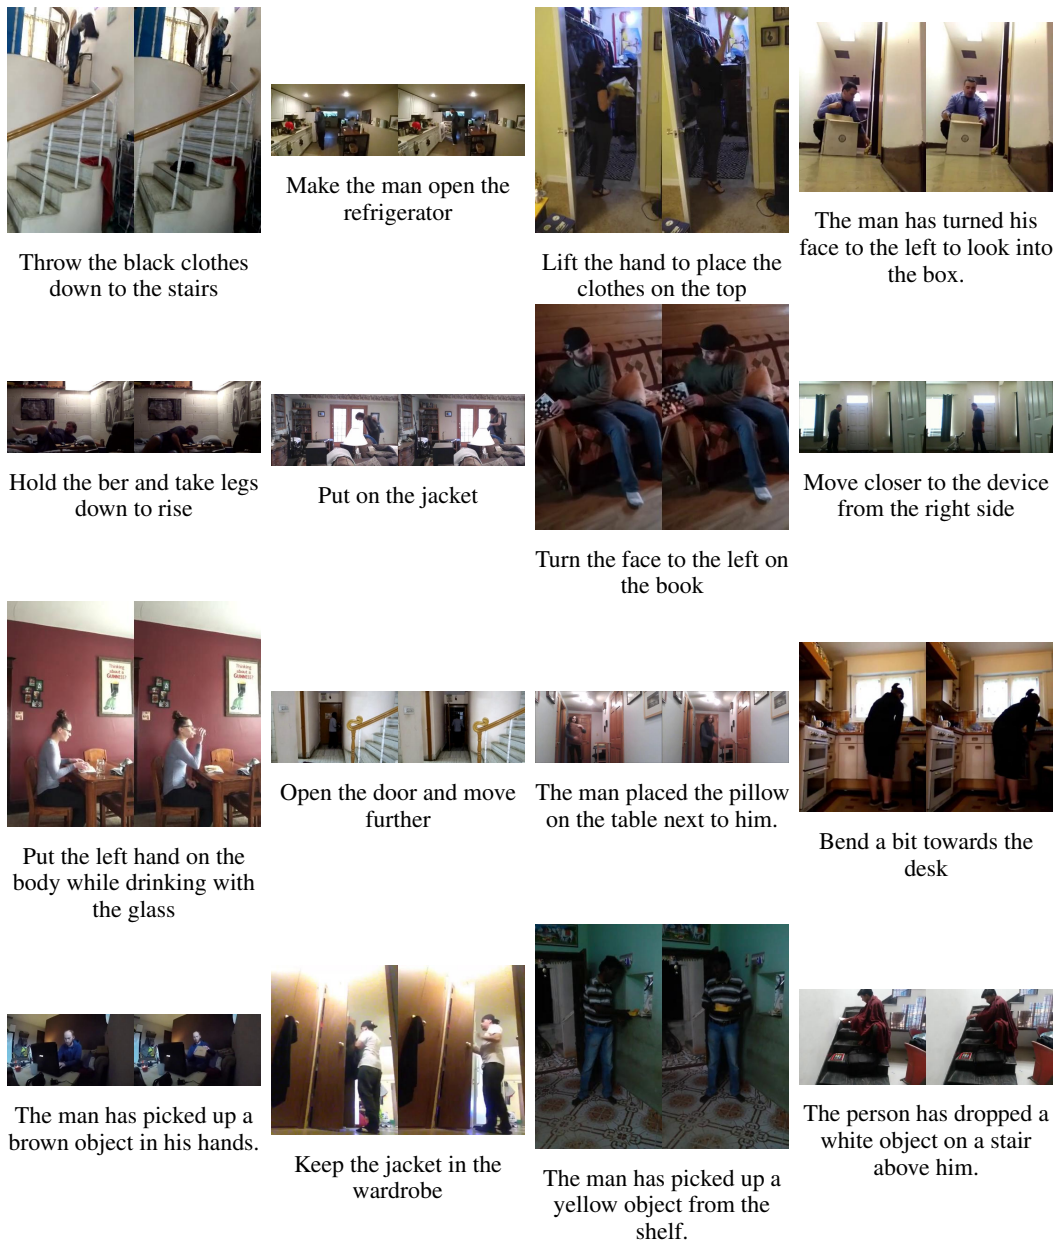 Throw the black clothes
down to the stairs
Make the man open the
refrigerator
Lift the hand to place the
clothes on the top
The man has turned his
face to the left to look into
the box.
Hold the ber and take legs
down to rise
Put on the jacket
Turn the face to the left on
the book
Move closer to the device
from the right side
Thinking
about a
GUINNESS?
Thinking
about a
GUINNESS?
Put the left hand on the
body while drinking with
the glass
Open the door and move
further
The man placed the pillow
on the table next to him.
Bend a bit towards the
desk
The man has picked up a
brown object in his hands.
Keep the jacket in the
wardrobe
The man has picked up a
yellow object from the
shelf.
The person has dropped a
white object on a stair
above him.